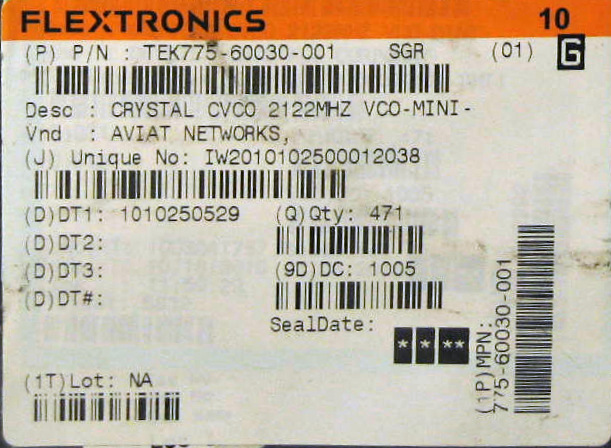 FLEXTRONICS 10
(P) P/N : TEK775-60030-001 SGR (01) G
Desc : CRYSTAL CVCO 2122MHZ VCO-MINI-
Vnd : AVIAT NETWORKS,
(J) Unique No: IW2010102500012038
(D)DT1: 1010250529 (Q)Qty: 471
(D)DT2:
(D)DT3: (9D)DC: 1005
(D)DT#:
SealDate:
* * **
(1P)MPN:
775-60030-001
(1T)Lot: NA